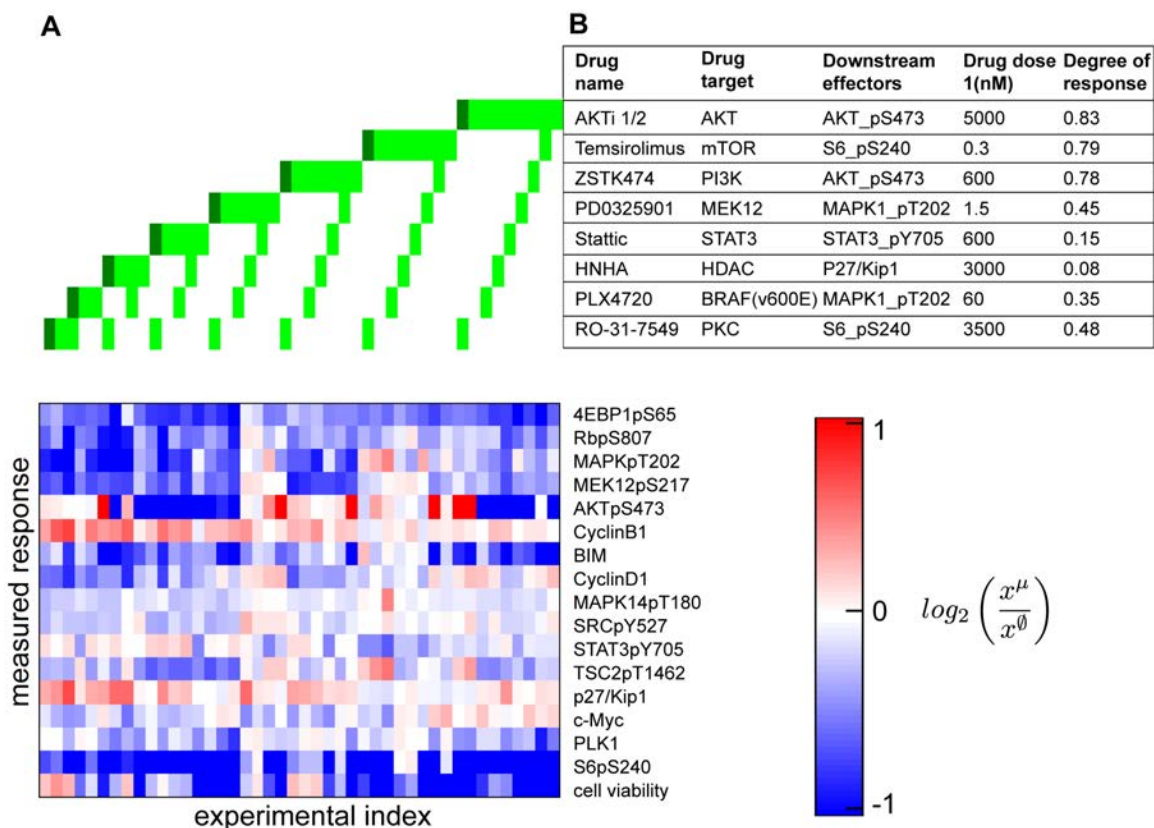 A
B
Drug name Drug target Downstream effectors Drug dose 1(nM) Degree of response
AKTi 1/2 AKT AKT_pS473 5000 0.83
Temsirolimus mTOR S6_pS240 0.3 0.79
ZSTK474 PI3K AKT_pS473 600 0.78
PD0325901 MEK12 MAPK1_pT202 1.5 0.45
Stattic STAT3 STAT3_pY705 600 0.15
HNHA HDAC P27/Kip1 3000 0.08
PLX4720 BRAF(v600E) MAPK1_pT202 60 0.35
RO-31-7549 PKC S6_pS240 3500 0.48
measured response
4EBP1pS65
RbpS807
MAPKpT202
MEK12pS217
AKTpS473
CyclinB1
BIM
CyclinD1
MAPK14pT180
SRCpY527
STAT3pY705
TSC2pT1462
p27/Kip1
c-Myc
PLK1
S6pS240
cell viability
experimental index
1
0
-1
log₂ (x^μ / x^∅)